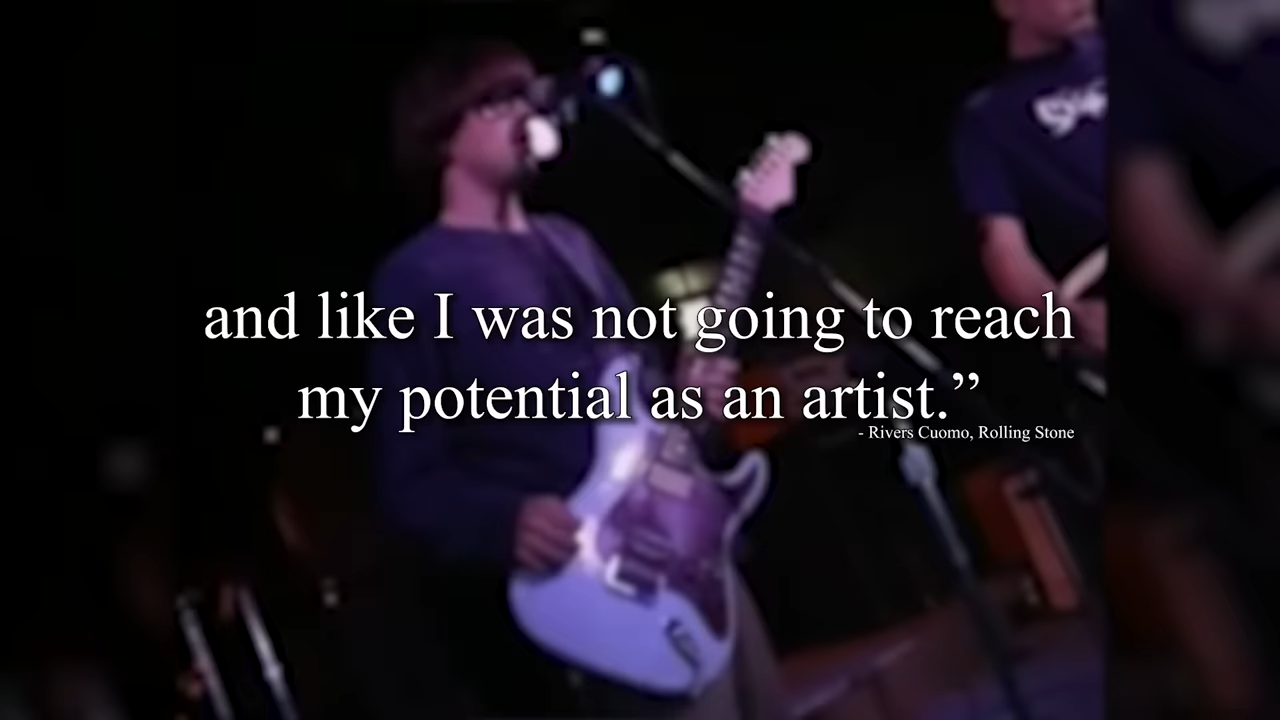 and like I was not going to reach
my potential as an artist.”
- Rivers Cuomo, Rolling Stone